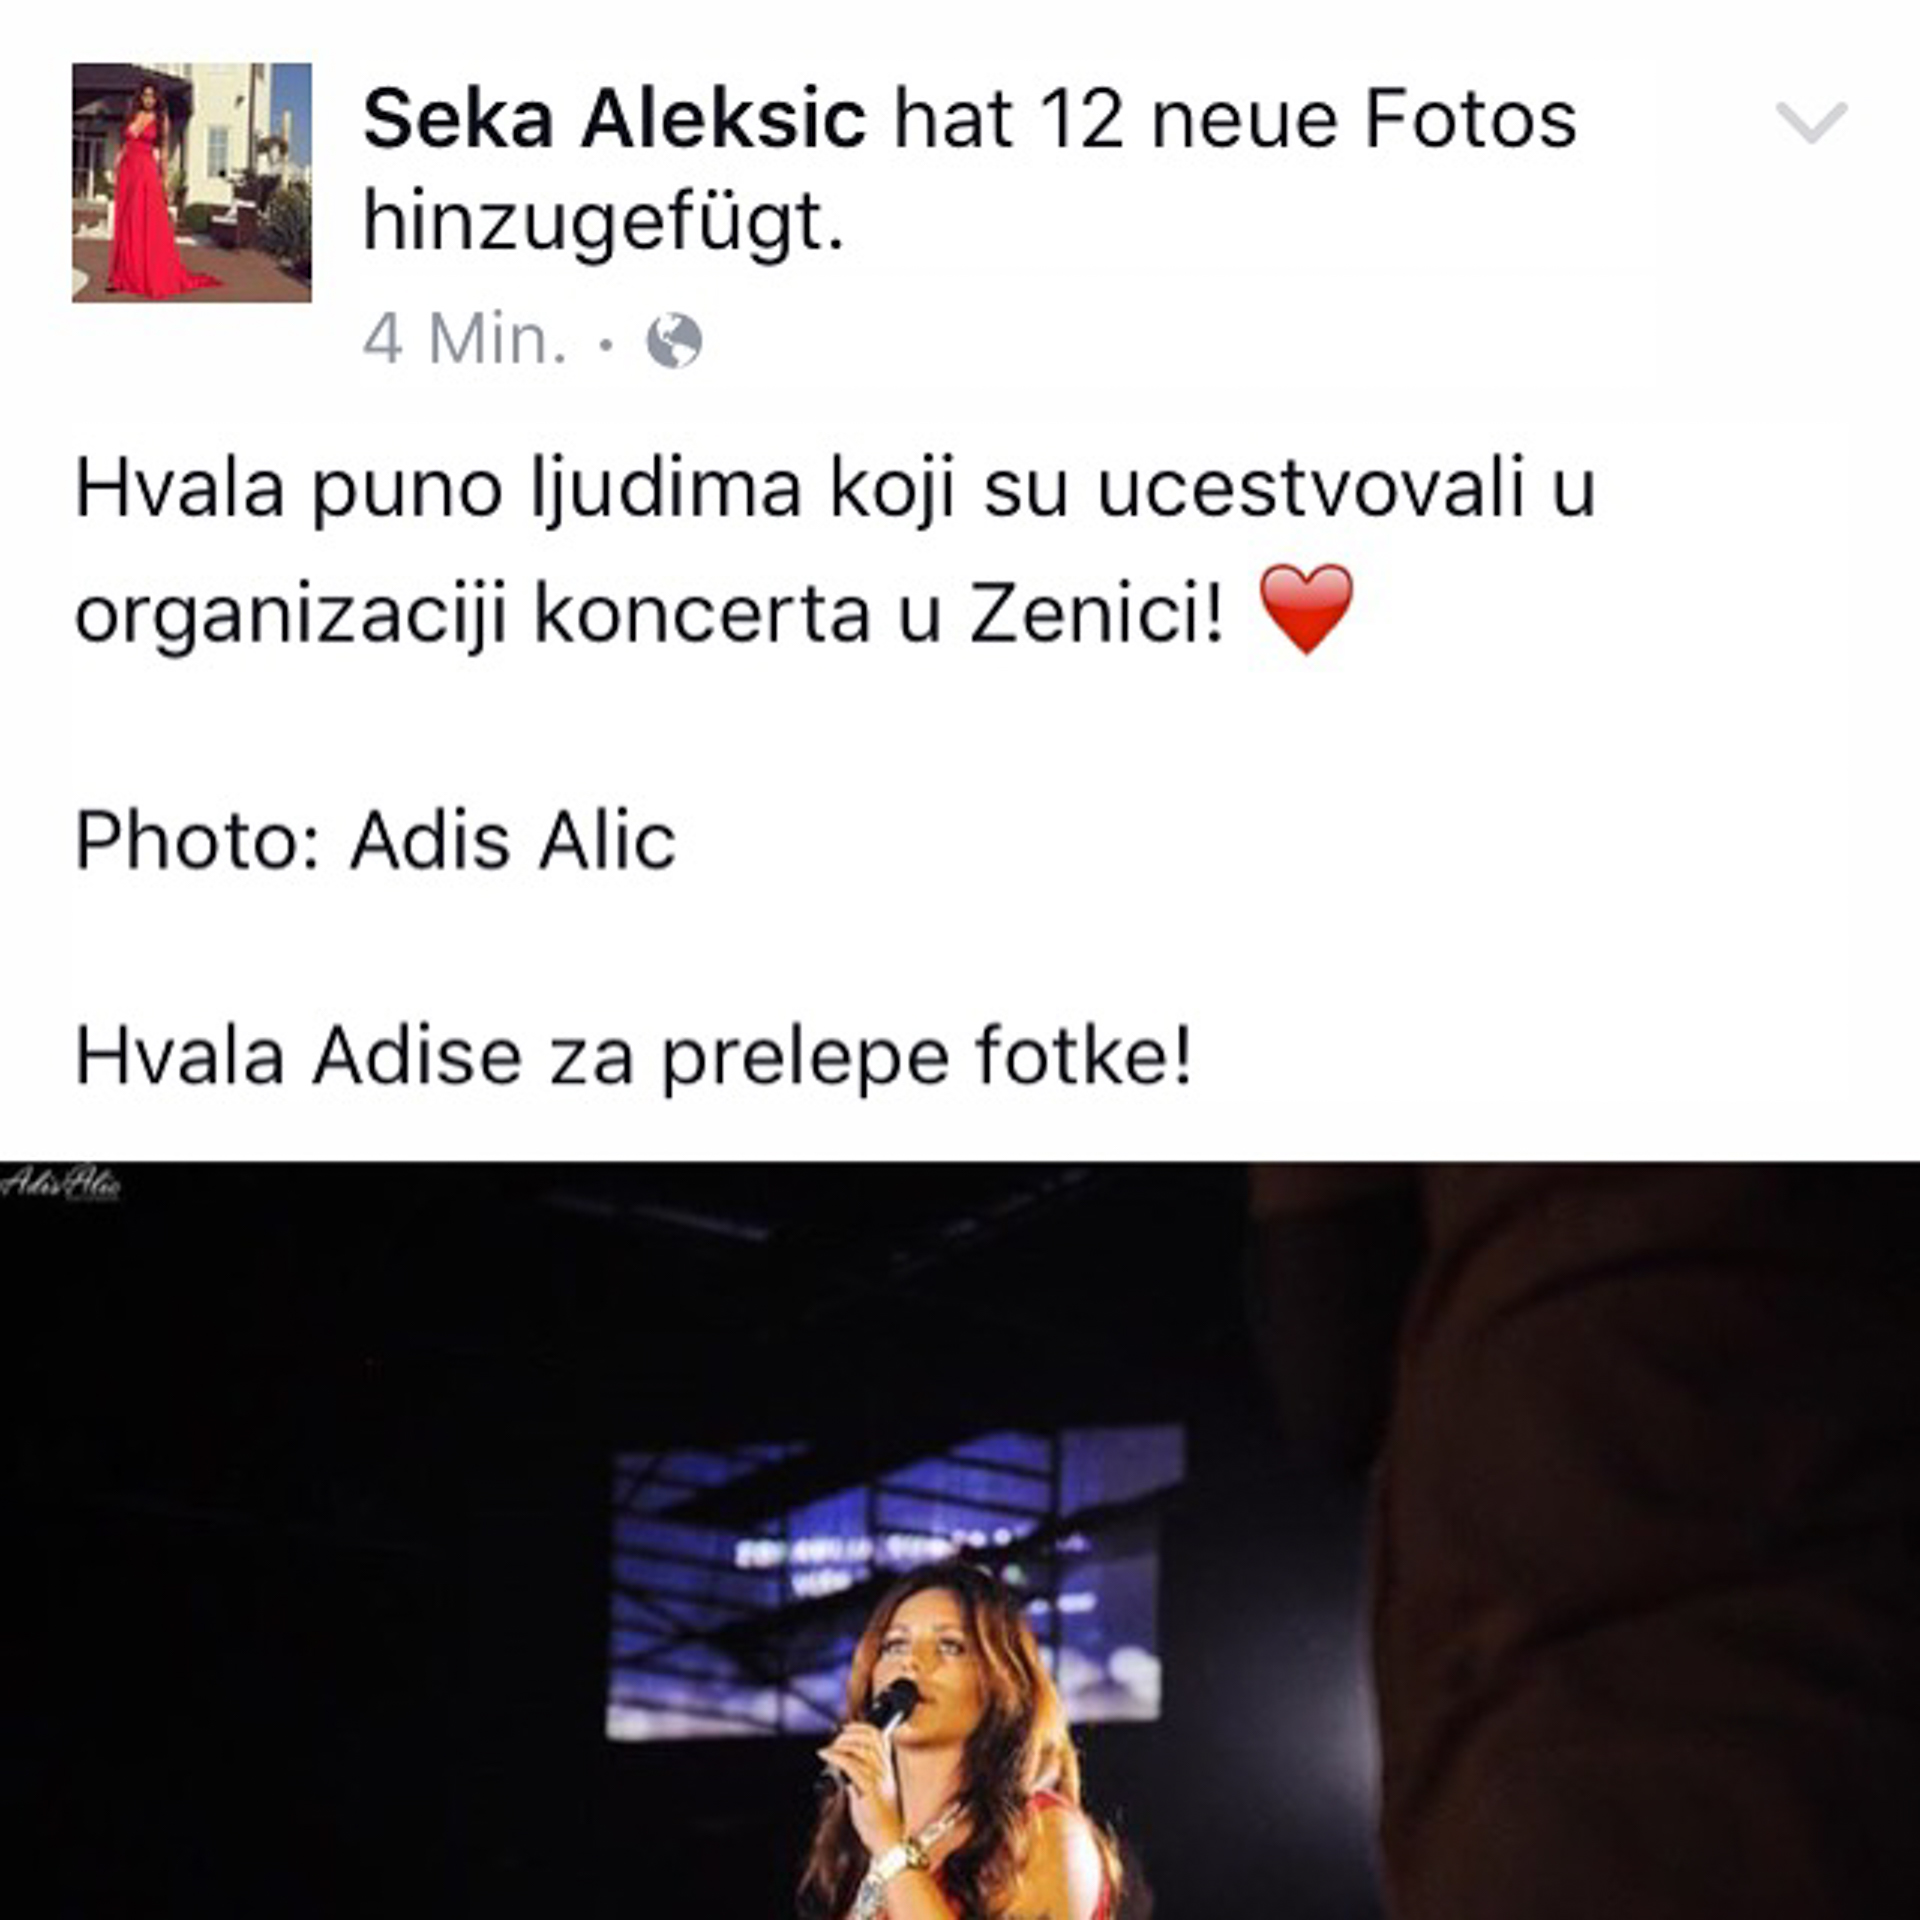 Seka Aleksic hat 12 neue Fotos
hinzugefügt.
4 Min. ·
Hvala puno ljudima koji su ucestvovali u
organizaciji koncerta u Zenici! ❤️
Photo: Adis Alic
Hvala Adise za prelepe fotke!
Adis Alic